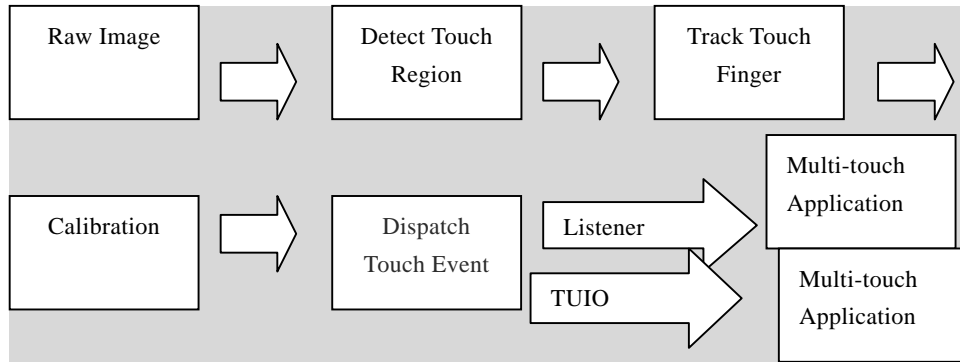 Raw Image
Detect Touch
Region
Track Touch
Finger
Calibration
Dispatch
Touch Event
Listener
TUIO
Multi-touch
Application
Multi-touch
Application